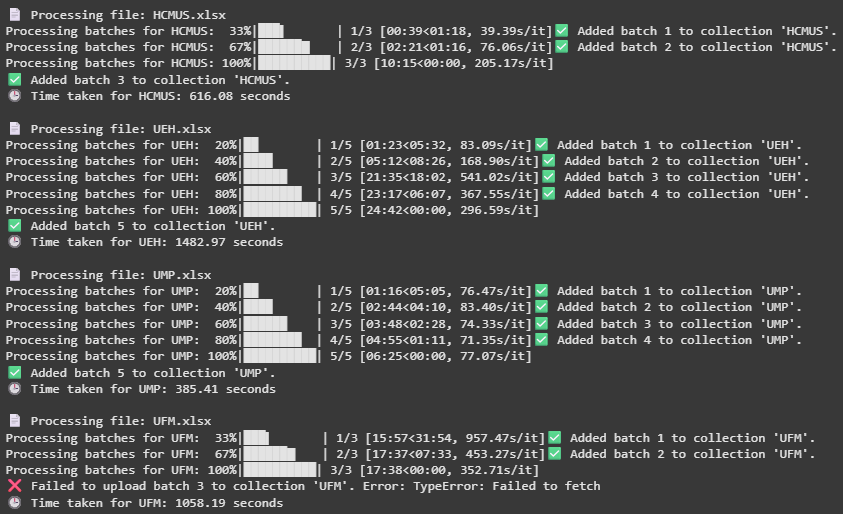 📄 Processing file: HCMUS.xlsx
Processing batches for HCMUS:  33%|███       | 1/3 [00:39<01:18, 39.39s/it]✅ Added batch 1 to collection 'HCMUS'.
Processing batches for HCMUS:  67%|██████    | 2/3 [02:21<01:16, 76.06s/it]✅ Added batch 2 to collection 'HCMUS'.
Processing batches for HCMUS: 100%|██████████| 3/3 [10:15<00:00, 205.17s/it]
✅ Added batch 3 to collection 'HCMUS'.
🕒 Time taken for HCMUS: 616.08 seconds
📄 Processing file: UEH.xlsx
Processing batches for UEH:  20%|██        | 1/5 [01:23<05:32, 83.09s/it]✅ Added batch 1 to collection 'UEH'.
Processing batches for UEH:  40%|████      | 2/5 [05:12<08:26, 168.90s/it]✅ Added batch 2 to collection 'UEH'.
Processing batches for UEH:  60%|██████    | 3/5 [21:35<18:02, 541.02s/it]✅ Added batch 3 to collection 'UEH'.
Processing batches for UEH:  80%|████████  | 4/5 [23:17<06:07, 367.55s/it]✅ Added batch 4 to collection 'UEH'.
Processing batches for UEH: 100%|██████████| 5/5 [24:42<00:00, 296.59s/it]
✅ Added batch 5 to collection 'UEH'.
🕒 Time taken for UEH: 1482.97 seconds
📄 Processing file: UMP.xlsx
Processing batches for UMP:  20%|██        | 1/5 [01:16<05:05, 76.47s/it]✅ Added batch 1 to collection 'UMP'.
Processing batches for UMP:  40%|████      | 2/5 [02:44<04:10, 83.40s/it]✅ Added batch 2 to collection 'UMP'.
Processing batches for UMP:  60%|██████    | 3/5 [03:48<02:28, 74.33s/it]✅ Added batch 3 to collection 'UMP'.
Processing batches for UMP:  80%|████████  | 4/5 [04:55<01:11, 71.35s/it]✅ Added batch 4 to collection 'UMP'.
Processing batches for UMP: 100%|██████████| 5/5 [06:25<00:00, 77.07s/it]
✅ Added batch 5 to collection 'UMP'.
🕒 Time taken for UMP: 385.41 seconds
📄 Processing file: UFM.xlsx
Processing batches for UFM:  33%|███       | 1/3 [15:57<31:54, 957.47s/it]✅ Added batch 1 to collection 'UFM'.
Processing batches for UFM:  67%|██████    | 2/3 [17:37<07:33, 453.27s/it]✅ Added batch 2 to collection 'UFM'.
Processing batches for UFM: 100%|██████████| 3/3 [17:38<00:00, 352.71s/it]
❌ Failed to upload batch 3 to collection 'UFM'. Error: TypeError: Failed to fetch
🕒 Time taken for UFM: 1058.19 seconds